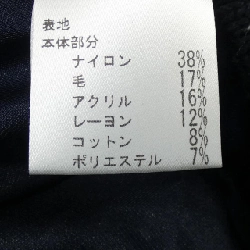 表地
本体部分
ナイロン 38%
毛 17%
アクリル 16%
レーヨン 12%
コットン 8%
ポリエステル 7%